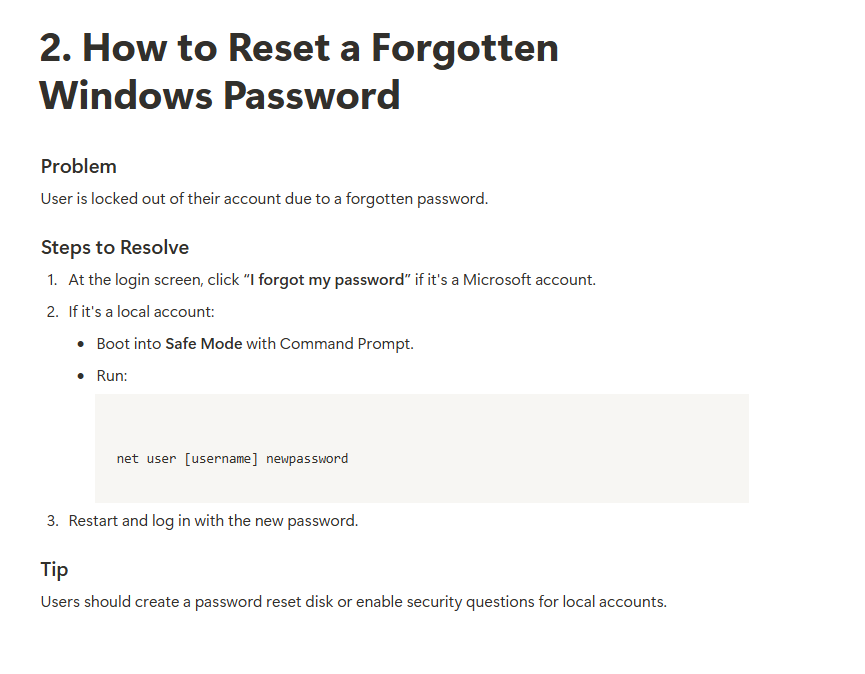 2. How to Reset a Forgotten
Windows Password
Problem
User is locked out of their account due to a forgotten password.
Steps to Resolve
1. At the login screen, click “I forgot my password” if it's a Microsoft account.
2. If it's a local account:
• Boot into Safe Mode with Command Prompt.
• Run:
net user [username] newpassword
3. Restart and log in with the new password.
Tip
Users should create a password reset disk or enable security questions for local accounts.